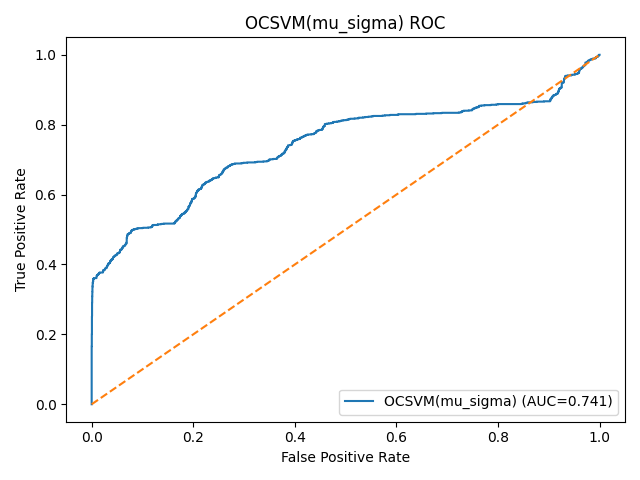 OCSVM(mu_sigma) ROC
1.0
0.8
0.6
0.4
0.2
0.0
True Positive Rate
OCSVM(mu_sigma) (AUC=0.741)
0.0 0.2 0.4 0.6 0.8 1.0
False Positive Rate